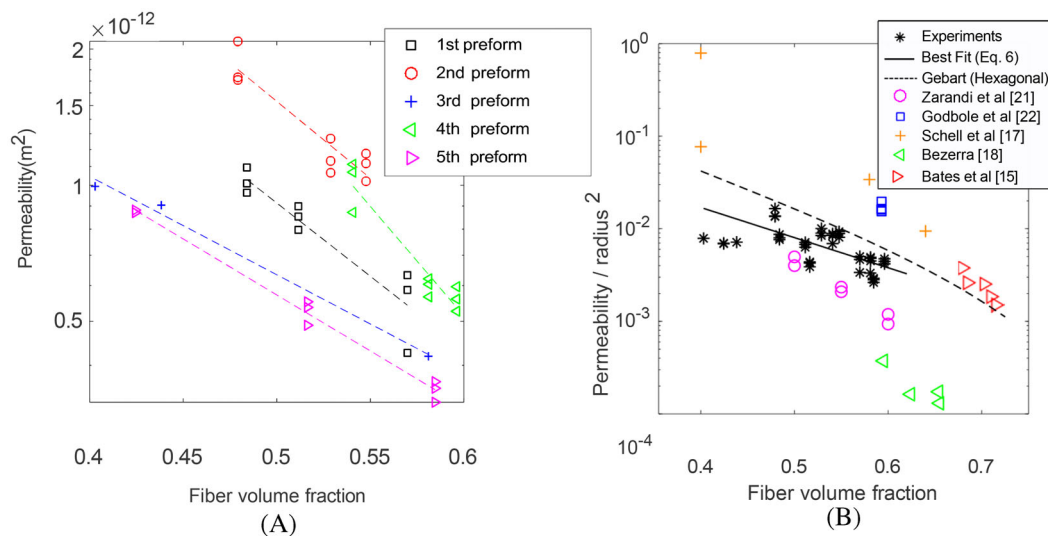 ×10⁻¹²
2
1.5
1
0.5
Permeability(m²)
0.4 0.45 0.5 0.55 0.6
Fiber volume fraction
(A)
1st preform
2nd preform
3rd preform
4th preform
5th preform
10⁰
10⁻¹
10⁻²
10⁻³
10⁻⁴
Permebility / radius ²
0.4 0.5 0.6 0.7
Fiber volume fraction
(B)
Experiments
Best Fit (Eq. 6)
Gebart (Hexagonal)
Zarandi et al [21]
Godbole et al [22]
Schell et al [17]
Bezerra [18]
Bates et al [15]